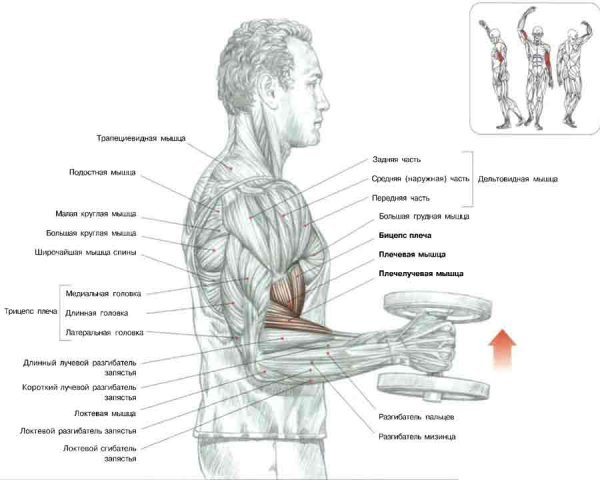 Трапециевидная мышца
Подостная мышца
Малая круглая мышца
Большая круглая мышца
Широчайшая мышца спины
Трицепс плеча
Медиальная головка
Длинная головка
Латеральная головка
Длинный лучевой разгибатель
запястья
Короткий лучевой разгибатель
запястья
Локтевая мышца
Локтевой разгибатель запястья
Локтевой сгибатель
запястья
Задняя часть
Средняя (наружная) часть
Передняя часть
Дельтовидная мышца
Большая грудная мышца
Бицепс плеча
Плечевая мышца
Плечелучевая мышца
Разгибатель пальцев
Разгибатель мизинца